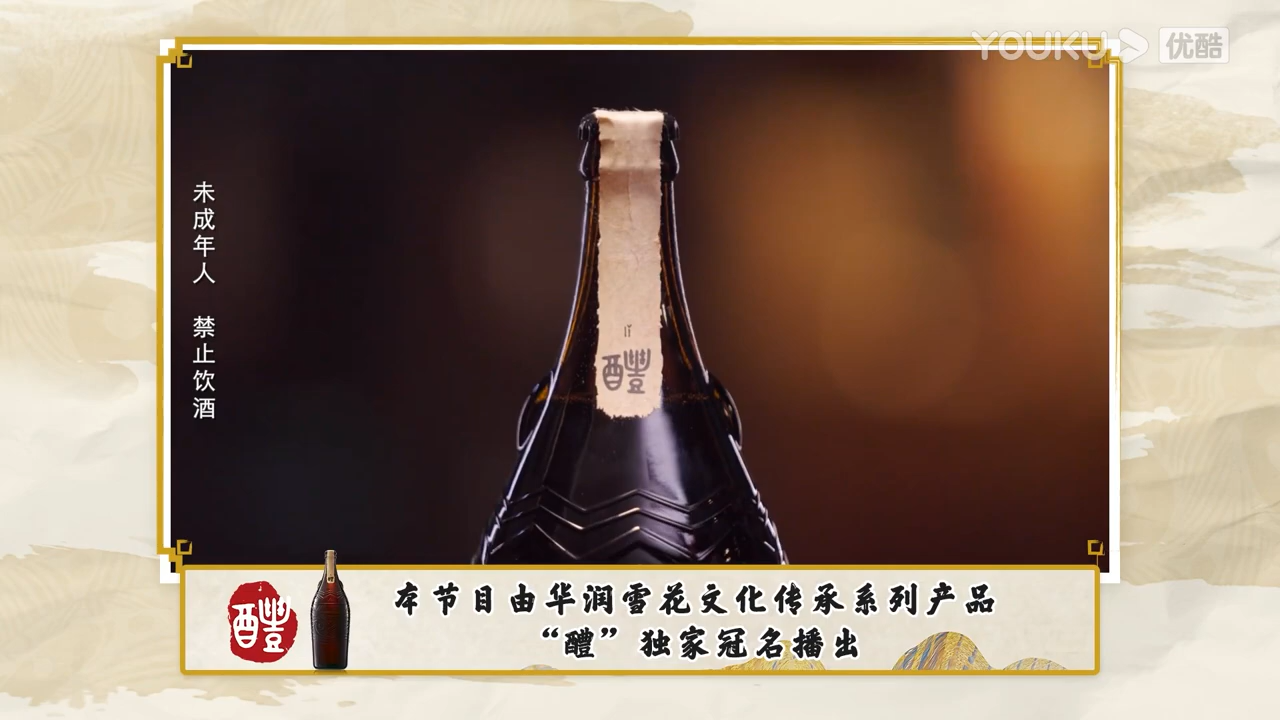 YOUKU 优酷
未成年人 禁止饮酒
lǐ
醴
醴
本节目由华润雪花文化传承系列产品
“醴”独家冠名播出